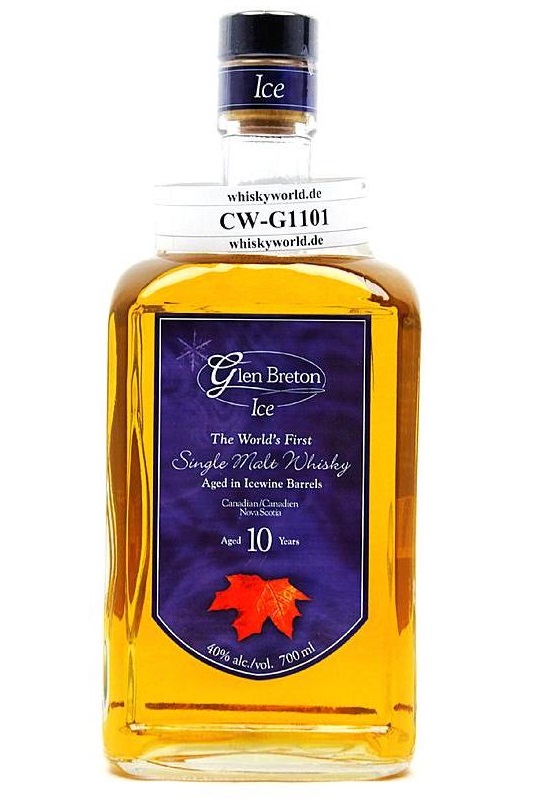 Ice
whiskyworld.de
CW-G1101
whiskyworld.de
Glen Breton
Ice
The World's First
Single Malt Whisky
Aged in Icewine Barrels
Canadian/Canadien
Nova Scotia
Aged 10 Years
40% alc./vol. 700 ml